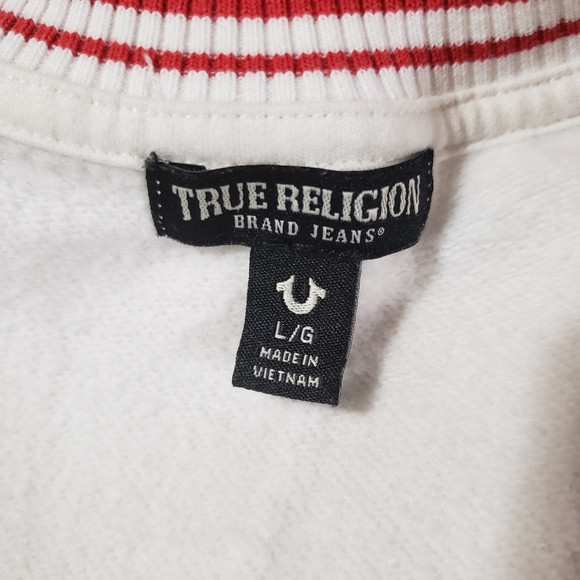 TRUE RELIGION
BRAND JEANS®
L/G
MADE IN
VIETNAM